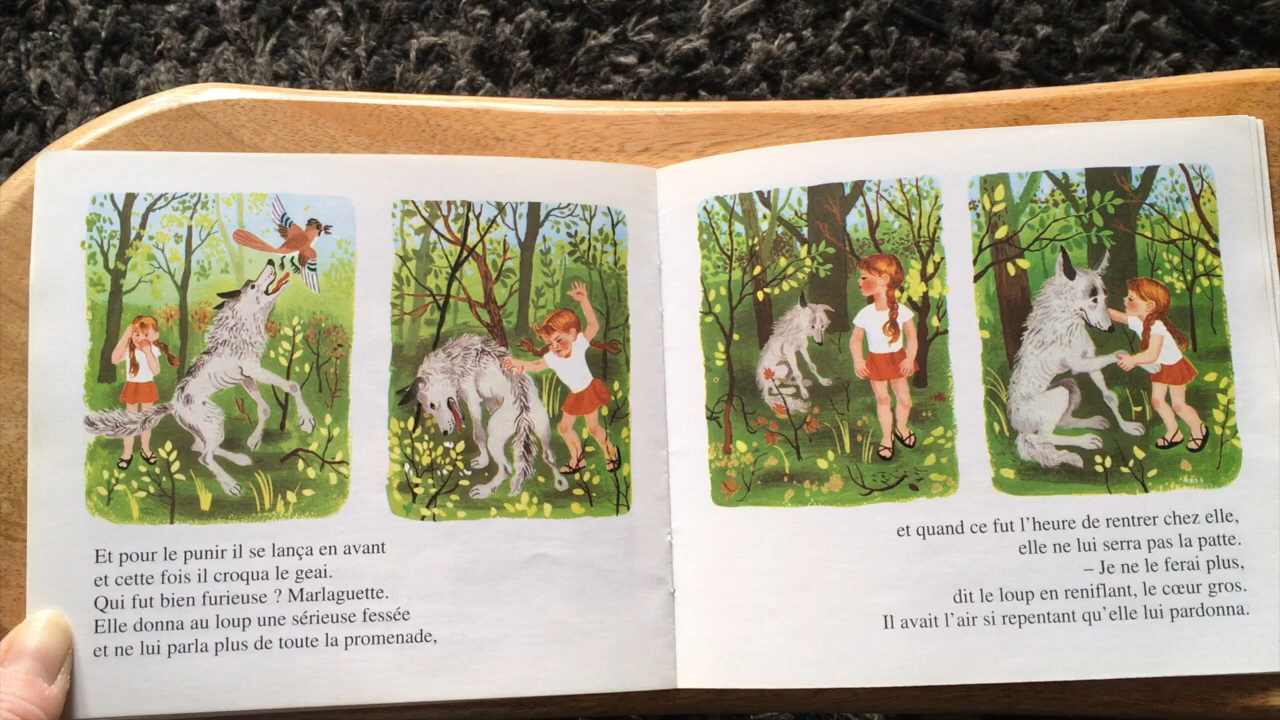 Et pour le punir il se lança en avant
et cette fois il croqua le geai.
Qui fut bien furieuse ? Marlaguette.
Elle donna au loup une sérieuse fessée
et ne lui parla plus de toute la promenade,
et quand ce fut l'heure de rentrer chez elle,
elle ne lui serra pas la patte.
– Je ne le ferai plus,
dit le loup en reniflant, le cœur gros.
Il avait l'air si repentant qu'elle lui pardonna.